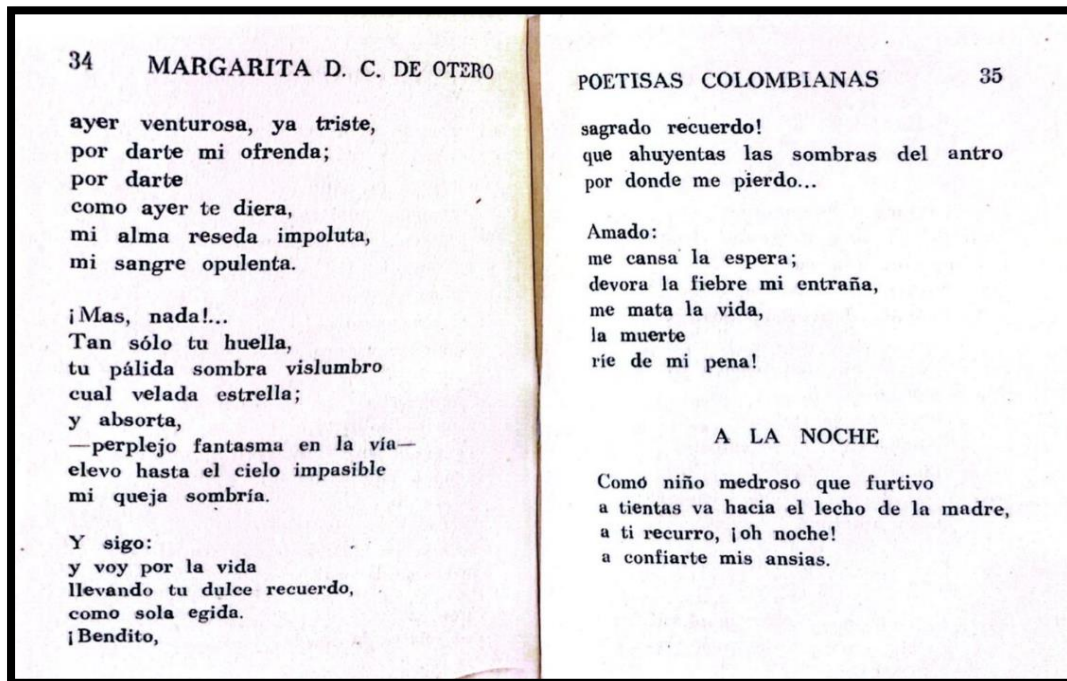 34 MARGARITA D. C. DE OTERO
ayer venturosa, ya triste,
por darte mi ofrenda;
por darte
como ayer te diera,
mi alma reseda impoluta,
mi sangre opulenta.
¡Mas, nada!...
Tan sólo tu huella,
tu pálida sombra vislumbro
cual velada estrella;
y absorta,
—perplejo fantasma en la vía—
elevo hasta el cielo impasible
mi queja sombría.
Y sigo:
y voy por la vida
llevando tu dulce recuerdo,
como sola egida.
¡Bendito,
POETISAS COLOMBIANAS 35
sagrado recuerdo!
que ahuyentas las sombras del antro
por donde me pierdo...
Amado:
me cansa la espera;
devora la fiebre mi entraña,
me mata la vida,
la muerte
ríe de mi pena!
A LA NOCHE
Como niño medroso que furtivo
a tientas va hacia el lecho de la madre,
a ti recurro, ¡oh noche!
a confiarte mis ansias.